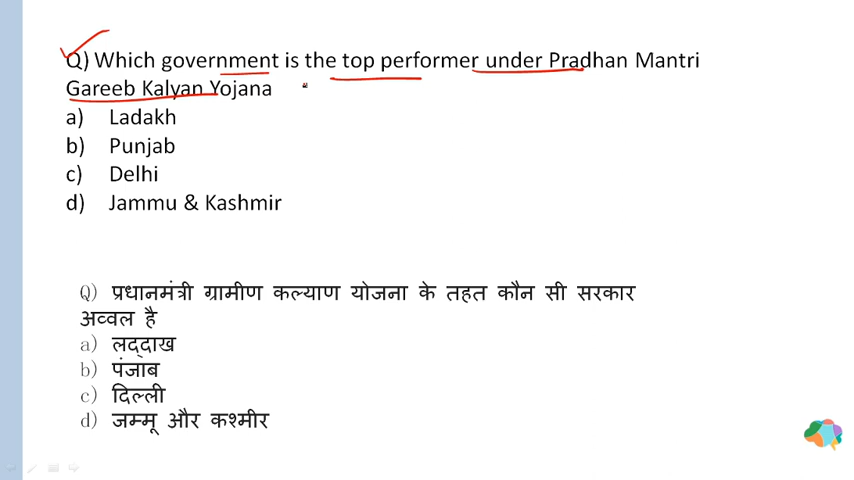 Q) Which government is the top performer under Pradhan Mantri
Gareeb Kalyan Yojana
a) Ladakh
b) Punjab
c) Delhi
d) Jammu & Kashmir
Q) प्रधानमंत्री ग्रामीण कल्याण योजना के तहत कौन सी सरकार
अव्वल है
a) लद्दाख
b) पंजाब
c) दिल्ली
d) जम्मू और कश्मीर